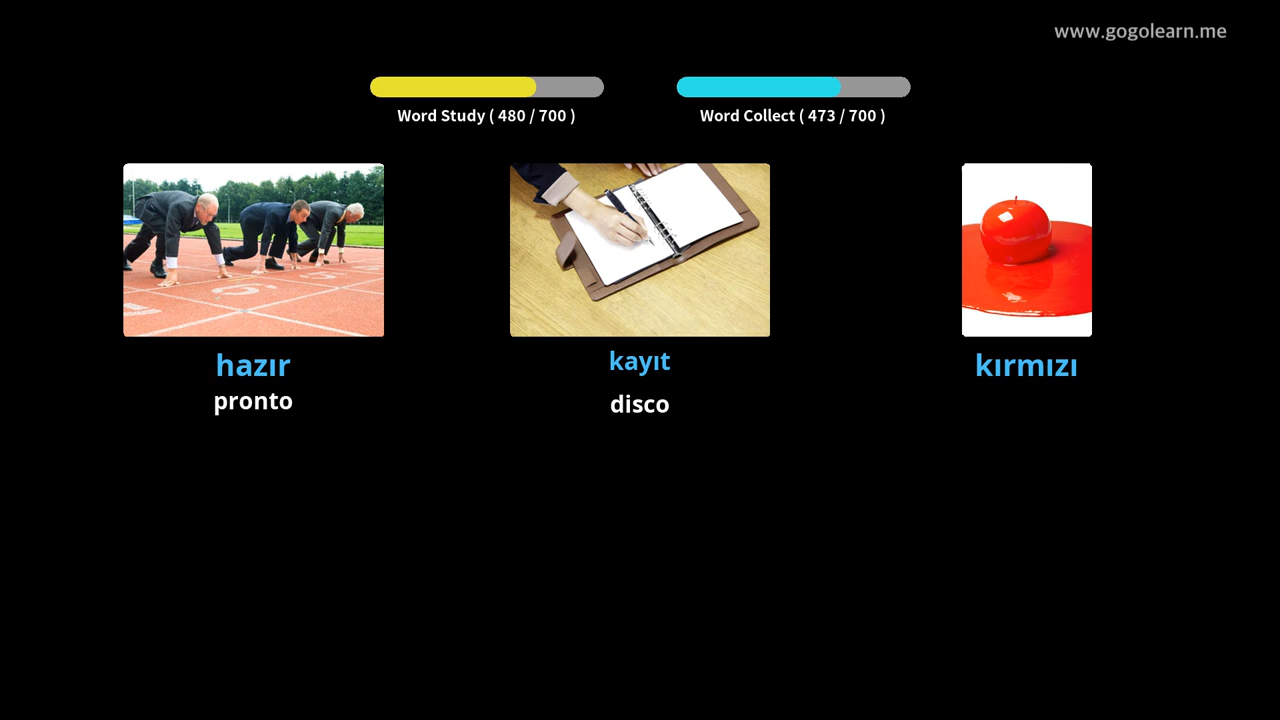 www.gogolearn.me
Word Study ( 480 / 700 )
Word Collect ( 473 / 700 )
hazır
pronto
kayıt
disco
kırmızı